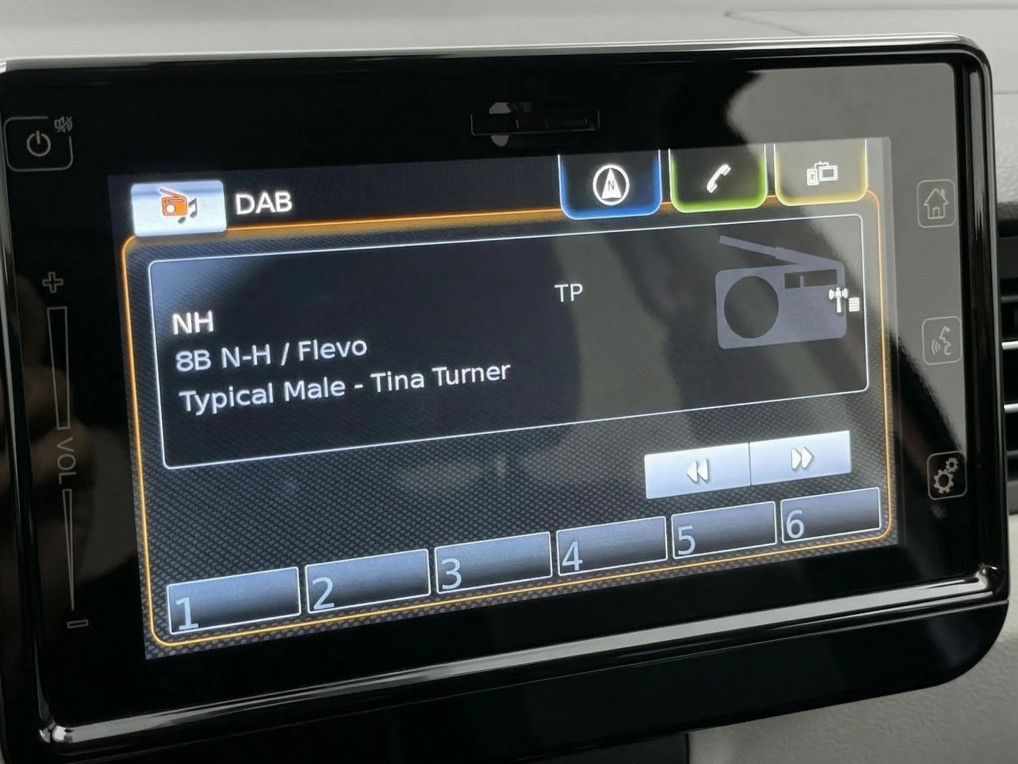 DAB
N
TP
NH
8B N-H / Flevo
Typical Male - Tina Turner
VOL
1 2 3 4 5 6